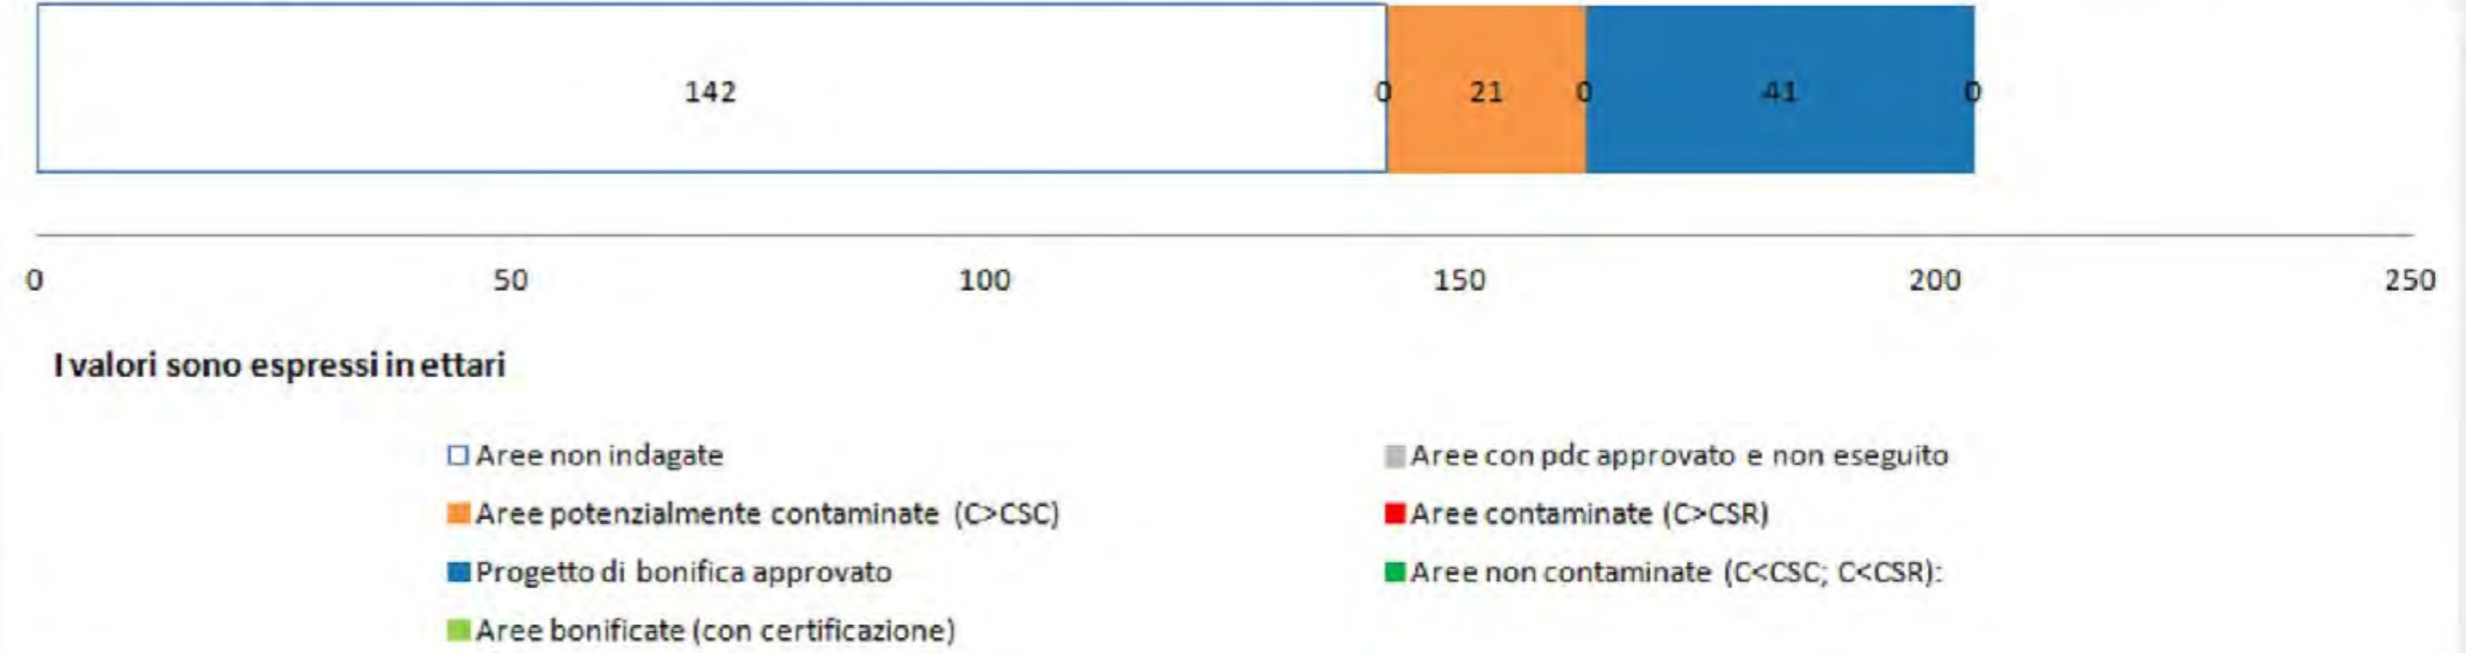 142 0 21 0 41 0
0 50 100 150 200 250
I valori sono espressi in ettari
Aree non indagate Aree con pdc approvato e non eseguito
Aree potenzialmente contaminate (C>CSC) Aree contaminate (C>CSR)
Progetto di bonifica approvato Aree non contaminate (C<CSC; C<CSR):
Aree bonificate (con certificazione)